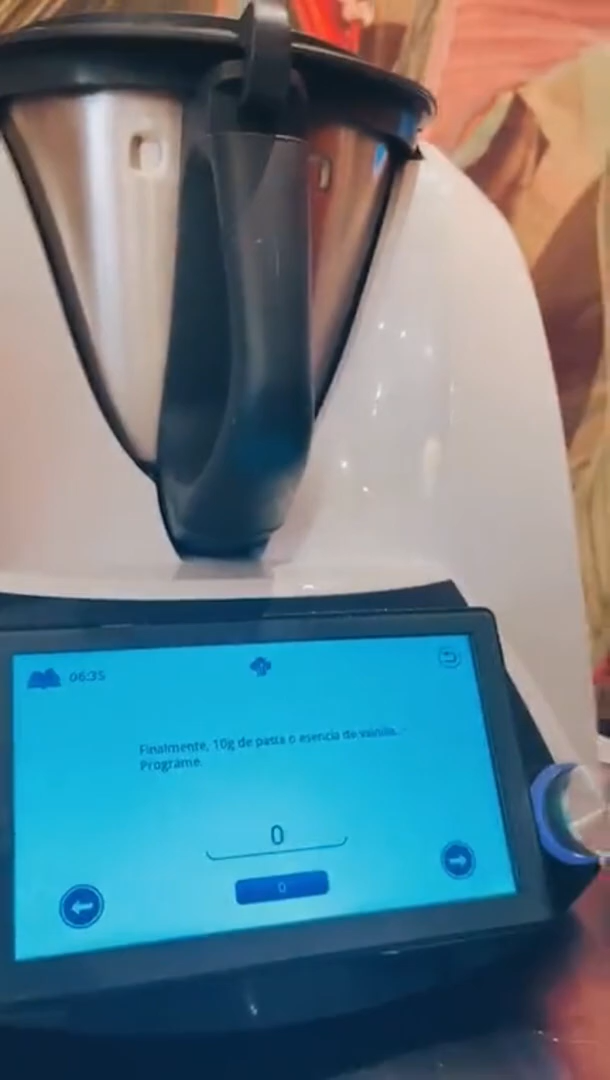 06:35
Finalmente, 10g de pasta o esencia de vainilla.
Programe.
0
0